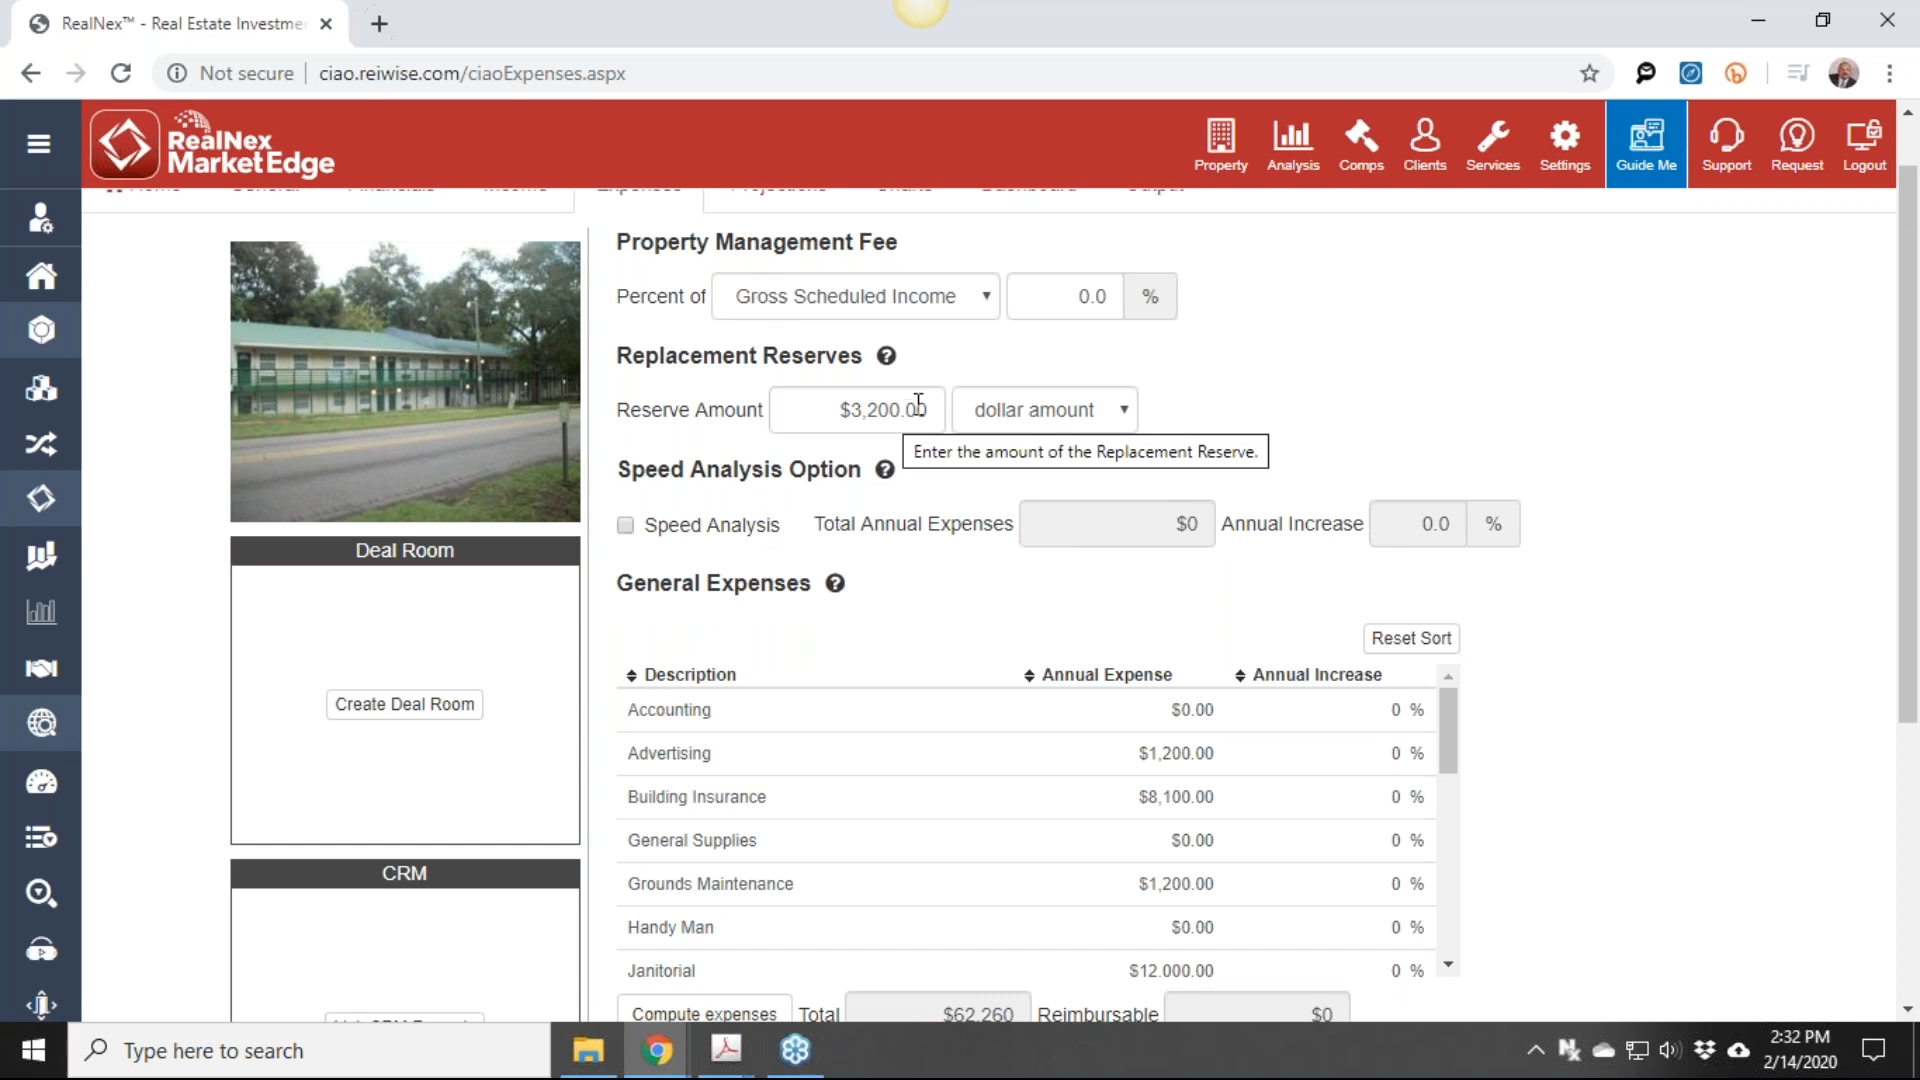 RealNex™ - Real Estate Investme
Not secure ciao.reiwise.com/ciaoExpenses.aspx
RealNex
MarketEdge
Property Analysis Comps Clients Services Settings Guide Me Support Request Logout
Property Management Fee
Percent of Gross Scheduled Income 0.0 %
Replacement Reserves
Reserve Amount $3,200.00 dollar amount
Enter the amount of the Replacement Reserve.
Speed Analysis Option
Speed Analysis Total Annual Expenses $0 Annual Increase 0.0 %
General Expenses
Reset Sort
Description Annual Expense Annual Increase
Accounting $0.00 0 %
Advertising $1,200.00 0 %
Building Insurance $8,100.00 0 %
General Supplies $0.00 0 %
Grounds Maintenance $1,200.00 0 %
Handy Man $0.00 0 %
Janitorial $12,000.00 0 %
Compute expenses Total $62,260 Reimbursable $0
Deal Room
Create Deal Room
CRM
Type here to search
2:32 PM
2/14/2020